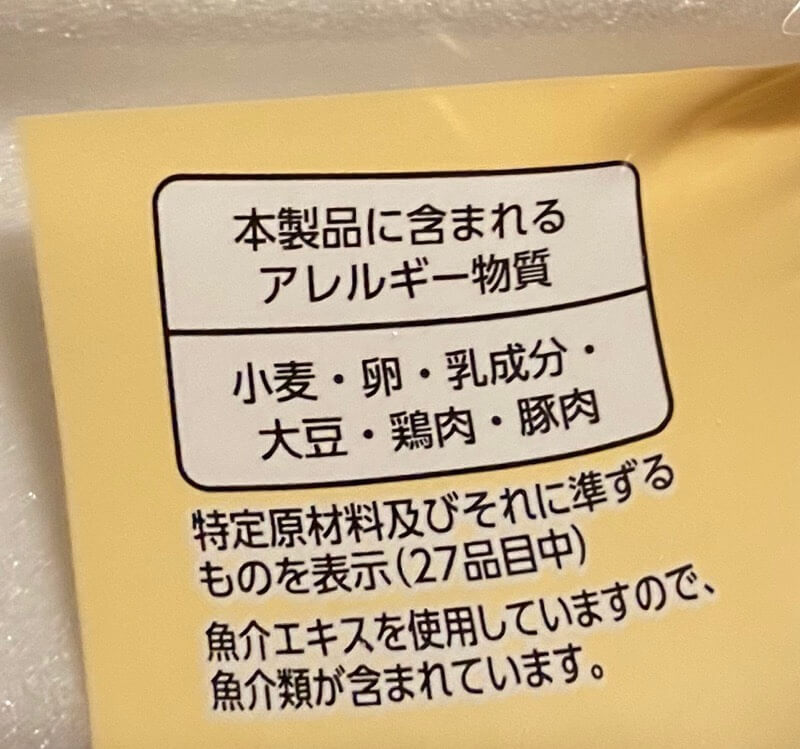 本製品に含まれる
アレルギー物質
小麦・卵・乳成分・
大豆・鶏肉・豚肉
特定原材料及びそれに準ずる
ものを表示(27品目中)
魚介エキスを使用していますので、
魚介類が含まれています。